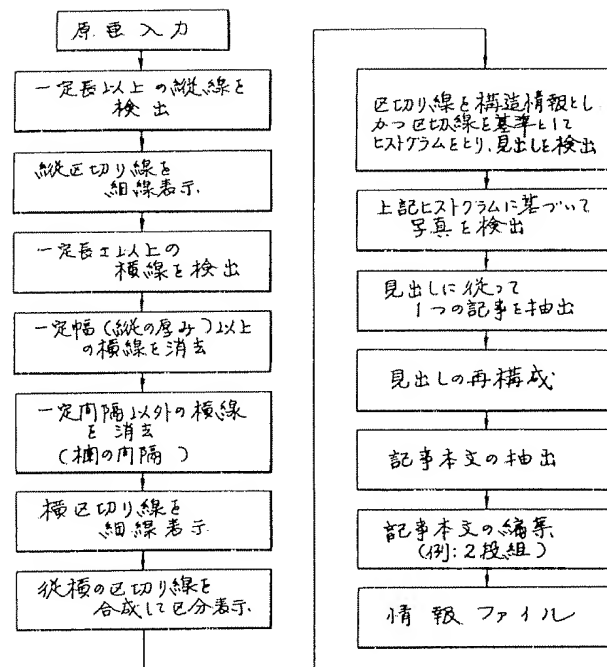 原画入力
一定長以上の縦線を
検出
縦区切り線を
細線表示
一定長さ以上の
横線を検出
一定幅(縦の厚み)以上
の横線を消去
一定間隔以外の横線
を消去
(欄の間隔)
横区切り線を
細線表示
従横の区切り線を
合成して区分表示
区切り線を構造情報とし
かつ区切線を基準として
ヒストグラムをとり、見出しを検出
上記ヒストグラムに基づいて
写真を検出
見出しに従って
1つの記事を抽出
見出しの再構成
記事本文の抽出
記事本文の編集
(例:2段組)
情報ファイル